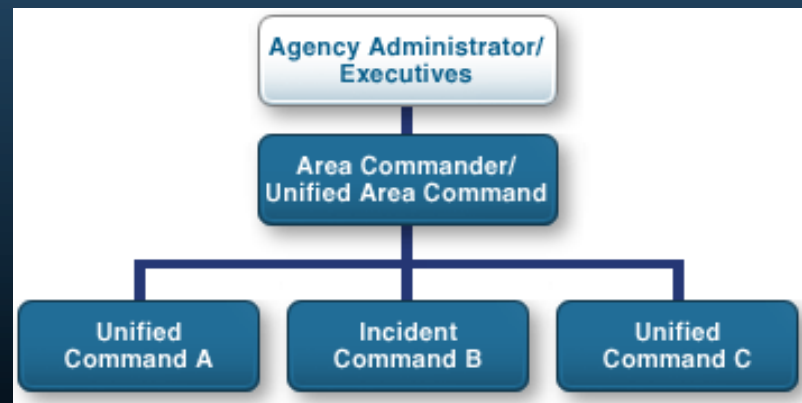 Agency Administrator/
Executives
Area Commander/
Unified Area Command
Unified
Command A
Incident
Command B
Unified
Command C